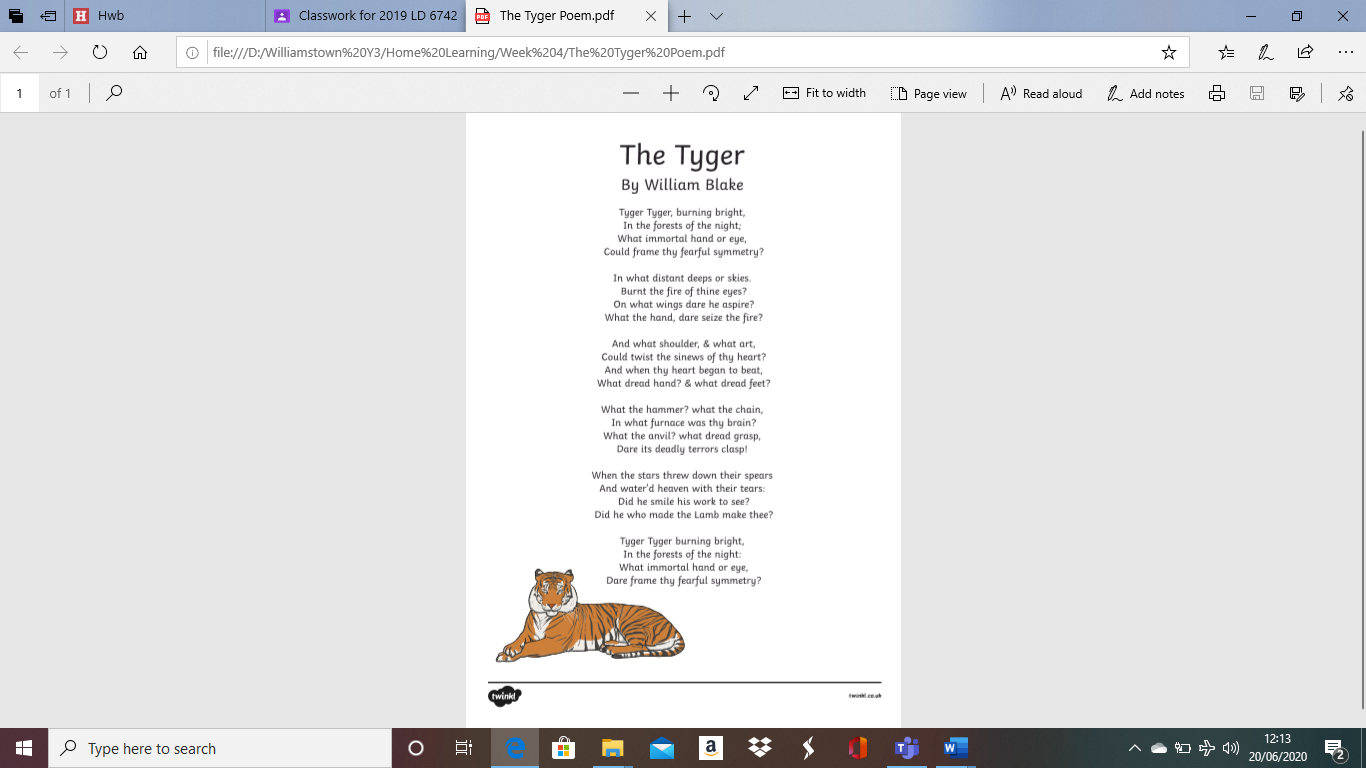 Hwb
Classwork for 2019 LD 6742
The Tyger Poem.pdf
file:///D:/Williamstown%20Y3/Home%20Learning/Week%204/The%20Tyger%20Poem.pdf
1 of 1
Fit to width
Page view
Read aloud
Add notes
The Tyger
By William Blake
Tyger Tyger, burning bright,
In the forests of the night;
What immortal hand or eye,
Could frame thy fearful symmetry?
In what distant deeps or skies.
Burnt the fire of thine eyes?
On what wings dare he aspire?
What the hand, dare seize the fire?
And what shoulder, & what art,
Could twist the sinews of thy heart?
And when thy heart began to beat,
What dread hand? & what dread feet?
What the hammer? what the chain,
In what furnace was thy brain?
What the anvil? what dread grasp,
Dare its deadly terrors clasp!
When the stars threw down their spears
And water'd heaven with their tears:
Did he smile his work to see?
Did he who made the Lamb make thee?
Tyger Tyger burning bright,
In the forests of the night:
What immortal hand or eye,
Dare frame thy fearful symmetry?
twinkl
twinkl.co.uk
Type here to search
12:13
20/06/2020
2